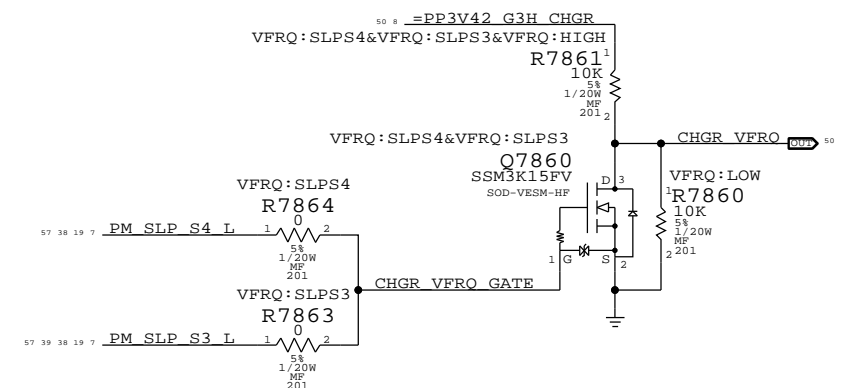 50 8 =PP3V42_G3H_CHGR
VFRQ:SLPS4&VFRQ:SLPS3&VFRQ:HIGH
R7861 1
10K
5%
1/20W
MF
201 2
VFRQ:SLPS4&VFRQ:SLPS3
CHGR_VFRQ OUT 50
Q7860
SSM3K15FV
SOD-VESM-HF
D 3
VFRQ:LOW
1 R7860
10K
5%
1/20W
MF
2 201
VFRQ:SLPS4
R7864
0
57 38 19 7 PM_SLP_S4_L 1 2
5%
1/20W
MF
201
1 G S 2
CHGR_VFRQ_GATE
VFRQ:SLPS3
R7863
0
57 39 38 19 7 PM_SLP_S3_L 1 2
5%
1/20W
MF
201